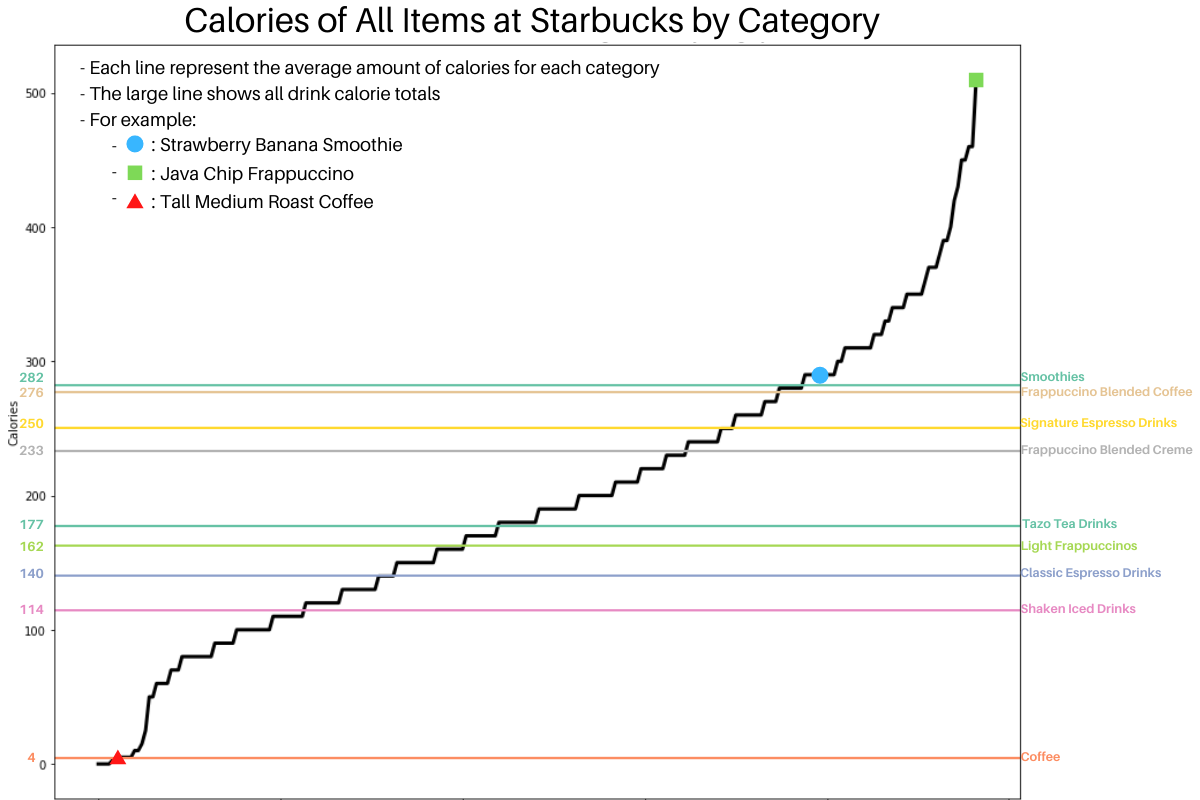 Calories of All Items at Starbucks by Category
- Each line represent the average amount of calories for each category
- The large line shows all drink calorie totals
- For example:
- : Strawberry Banana Smoothie
- : Java Chip Frappuccino
- : Tall Medium Roast Coffee
500
400
300
282 Smoothies
276 Frappuccino Blended Coffee
Calories
250 Signature Espresso Drinks
233 Frappuccino Blended Creme
200
177 Tazo Tea Drinks
162 Light Frappuccinos
140 Classic Espresso Drinks
114 Shaken Iced Drinks
100
4 Coffee
0